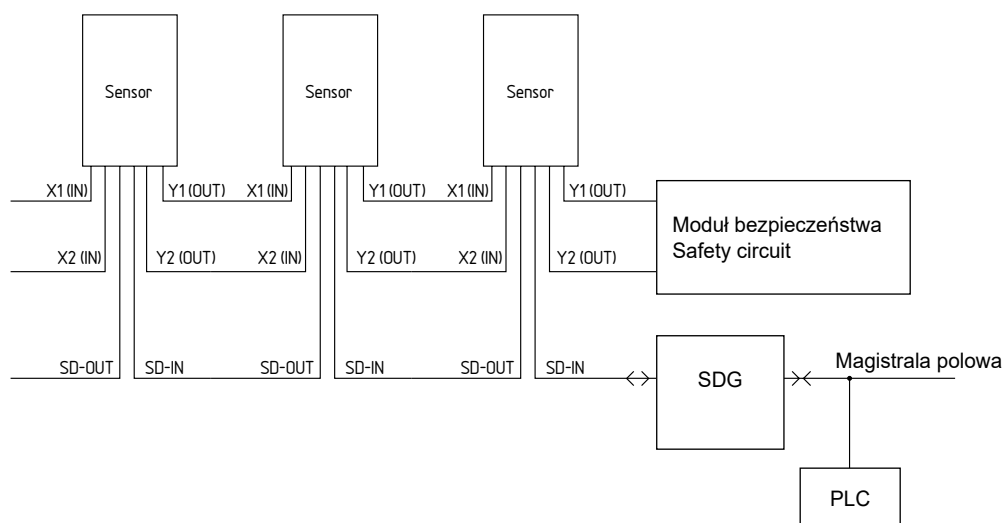 Sensor
Sensor
Sensor
X1 (IN)
Y1 (OUT)
X1 (IN)
Y1 (OUT)
X1 (IN)
Y1 (OUT)
Moduł bezpieczeństwa
Safety circuit
X2 (IN)
Y2 (OUT)
X2 (IN)
Y2 (OUT)
X2 (IN)
Y2 (OUT)
SD-OUT
SD-IN
SD-OUT
SD-IN
SD-OUT
SD-IN
SDG
Magistrala polowa
PLC